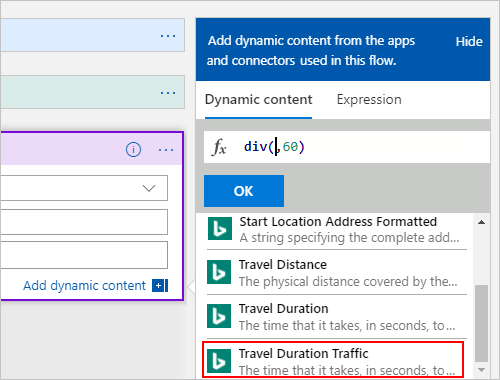 Add dynamic content from the apps
and connectors used in this flow.
Hide
Dynamic content
Expression
fx
div(,60)
OK
Start Location Address Formatted
A string specifying the complete add...
Travel Distance
The physical distance covered by the...
Travel Duration
The time that it takes, in seconds, to ...
Travel Duration Traffic
The time that it takes, in seconds, to ...
Add dynamic content